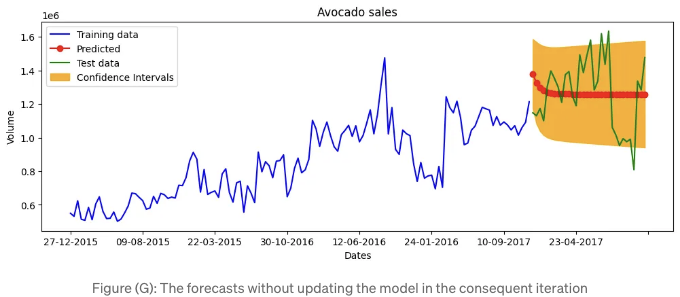 Avocado sales
1e6
Training data
Predicted
Test data
Confidence Intervals
1.6
1.4
1.2
1.0
0.8
0.6
Volume
27-12-2015 09-08-2015 22-03-2015 30-10-2016 12-06-2016 24-01-2016 10-09-2017 23-04-2017
Dates
Figure (G): The forecasts without updating the model in the consequent iteration